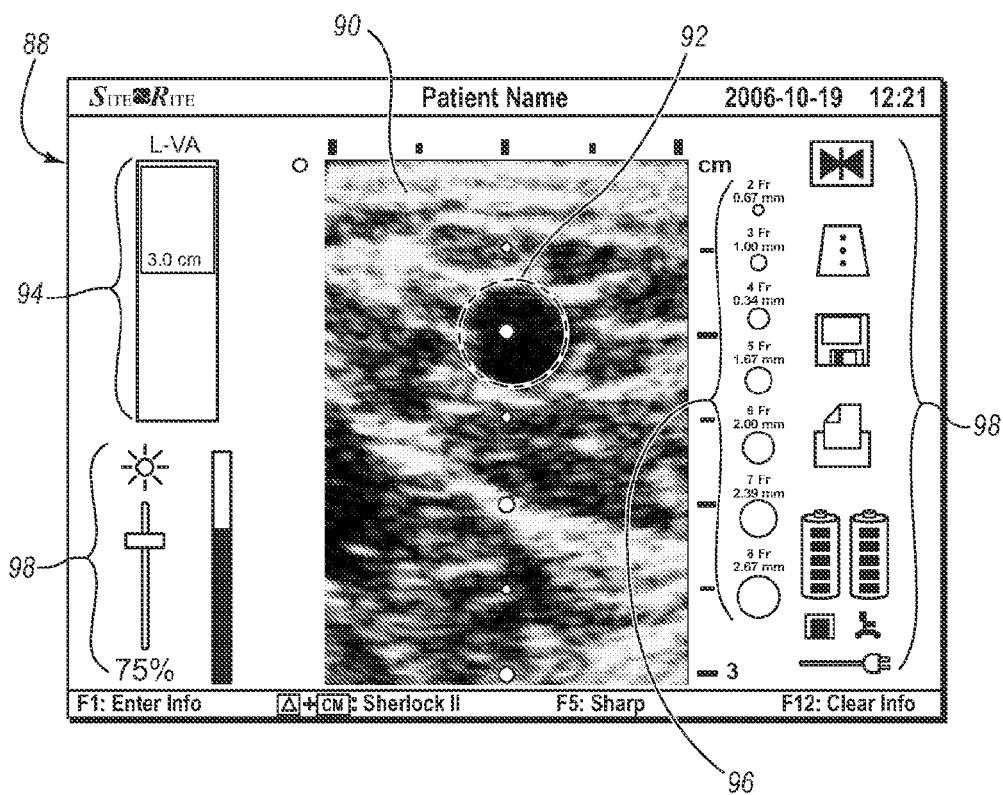 90
92
88
SITE RITE Patient Name 2006-10-19 12:21
L-VA
cm
2 Fr
0.67 mm
3 Fr
1.00 mm
3.0 cm
94
4 Fr
0.34 mm
5 Fr
1.67 mm
6 Fr
2.00 mm
98
7 Fr
2.39 mm
8 Fr
2.67 mm
98
75%
3
F1: Enter Info △+CM: Sherlock II F5: Sharp F12: Clear Info
96